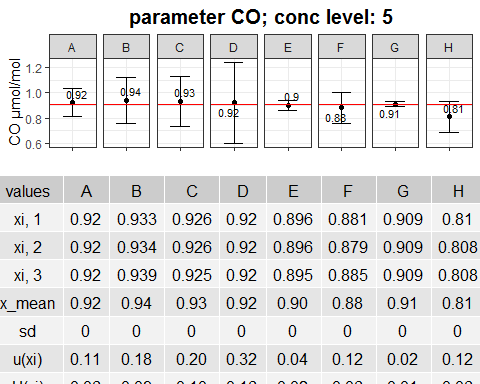 parameter CO; conc level: 5
A B C D E F G H
CO µmol/mol
1.2
1.0
0.8
0.6
0.92 0.94 0.93 0.92 0.9 0.88 0.91 0.81
values A B C D E F G H
xi, 1 0.92 0.933 0.926 0.92 0.896 0.881 0.909 0.81
xi, 2 0.92 0.934 0.926 0.92 0.896 0.879 0.909 0.808
xi, 3 0.92 0.939 0.925 0.92 0.895 0.885 0.909 0.808
x_mean 0.92 0.94 0.93 0.92 0.90 0.88 0.91 0.81
sd 0 0 0 0 0 0 0 0
u(xi) 0.11 0.18 0.20 0.32 0.04 0.12 0.02 0.12